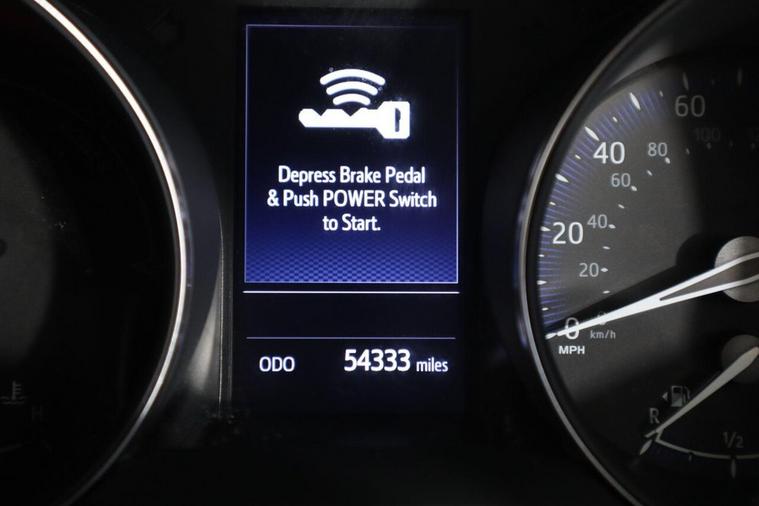 Depress Brake Pedal
& Push POWER Switch
to Start.
ODO 54333 miles
60
100
40
80
60
20
40
20
0
km/h
MPH
H
R
1/2